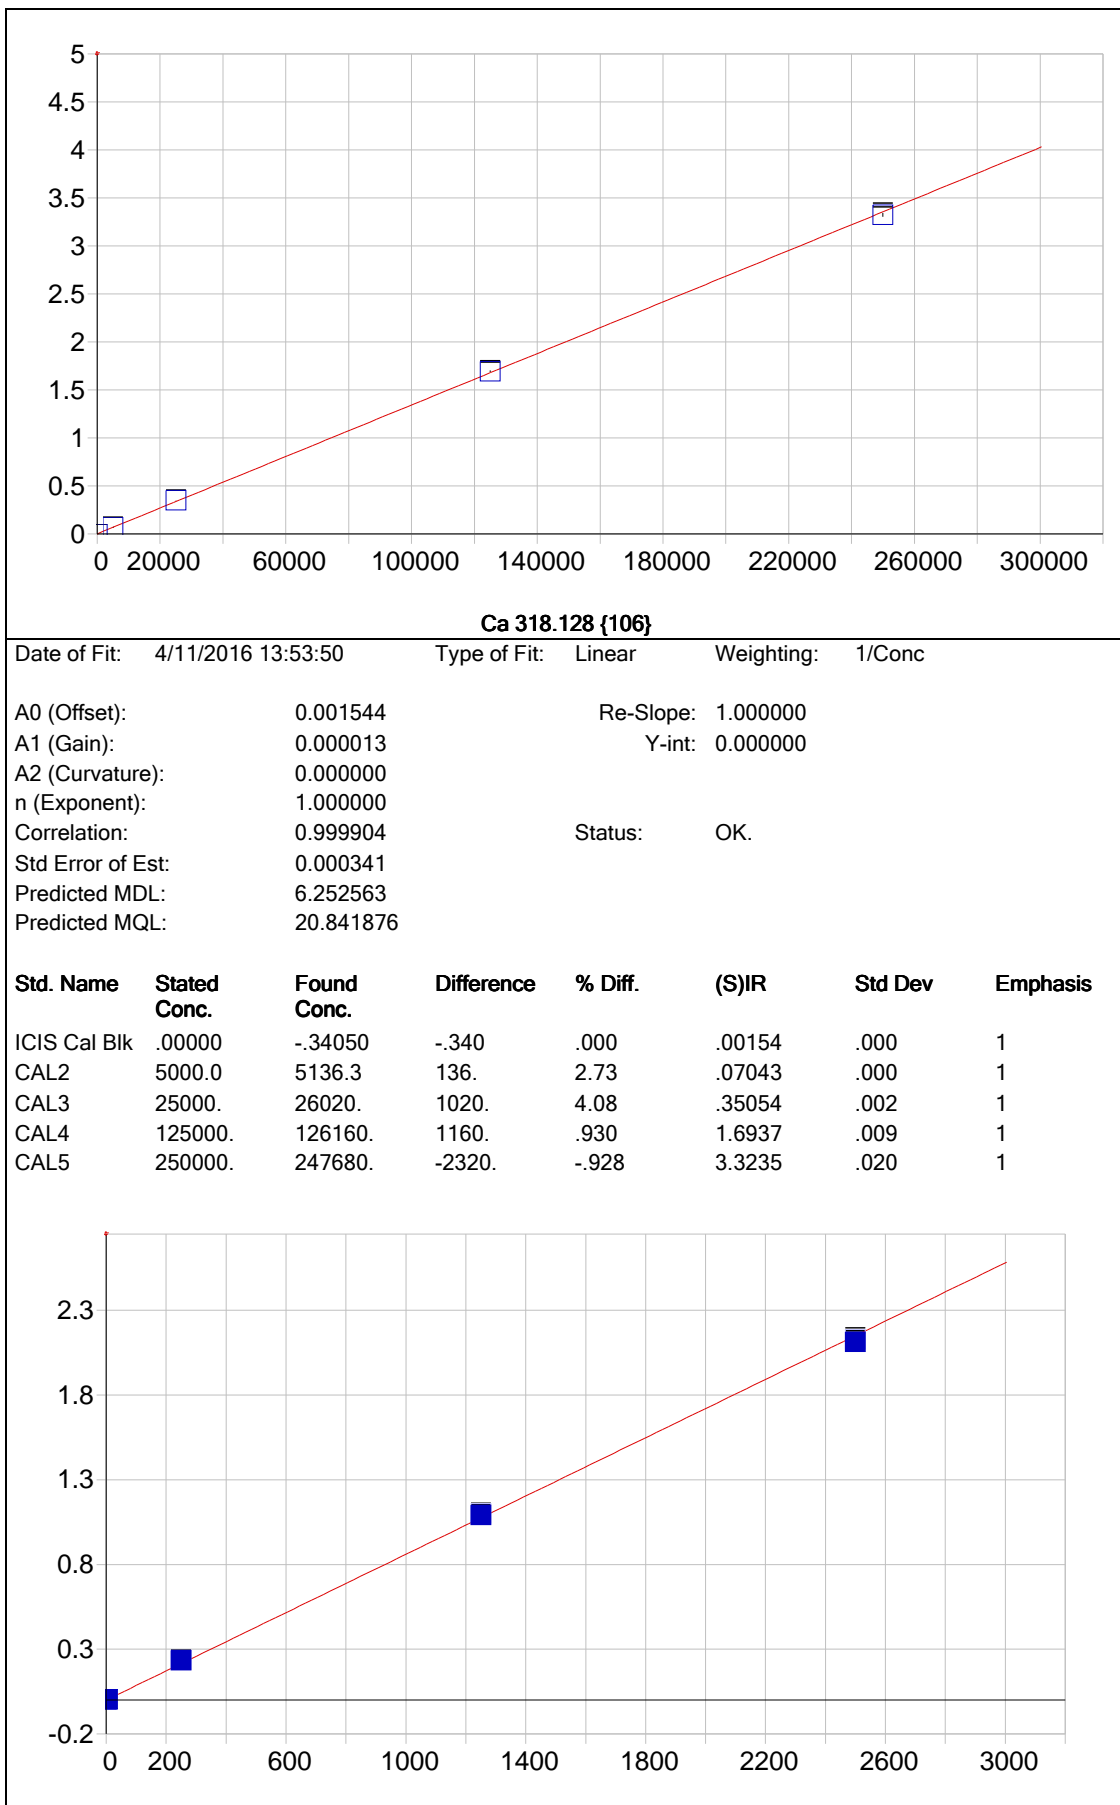 5
4.5
4
3.5
3
2.5
2
1.5
1
0.5
0
0 20000 60000 100000 140000 180000 220000 260000 300000
Ca 318.128 {106}
Date of Fit: 4/11/2016 13:53:50 Type of Fit: Linear Weighting: 1/Conc
A0 (Offset): 0.001544 Re-Slope: 1.000000
A1 (Gain): 0.000013 Y-int: 0.000000
A2 (Curvature): 0.000000
n (Exponent): 1.000000
Correlation: 0.999904 Status: OK.
Std Error of Est: 0.000341
Predicted MDL: 6.252563
Predicted MQL: 20.841876
Std. Name Stated Conc. Found Conc. Difference % Diff. (S)IR Std Dev Emphasis
ICIS Cal Blk .00000 -.34050 -.340 .000 .00154 .000 1
CAL2 5000.0 5136.3 136. 2.73 .07043 .000 1
CAL3 25000. 26020. 1020. 4.08 .35054 .002 1
CAL4 125000. 126160. 1160. .930 1.6937 .009 1
CAL5 250000. 247680. -2320. -.928 3.3235 .020 1
2.3
1.8
1.3
0.8
0.3
-0.2
0 200 600 1000 1400 1800 2200 2600 3000